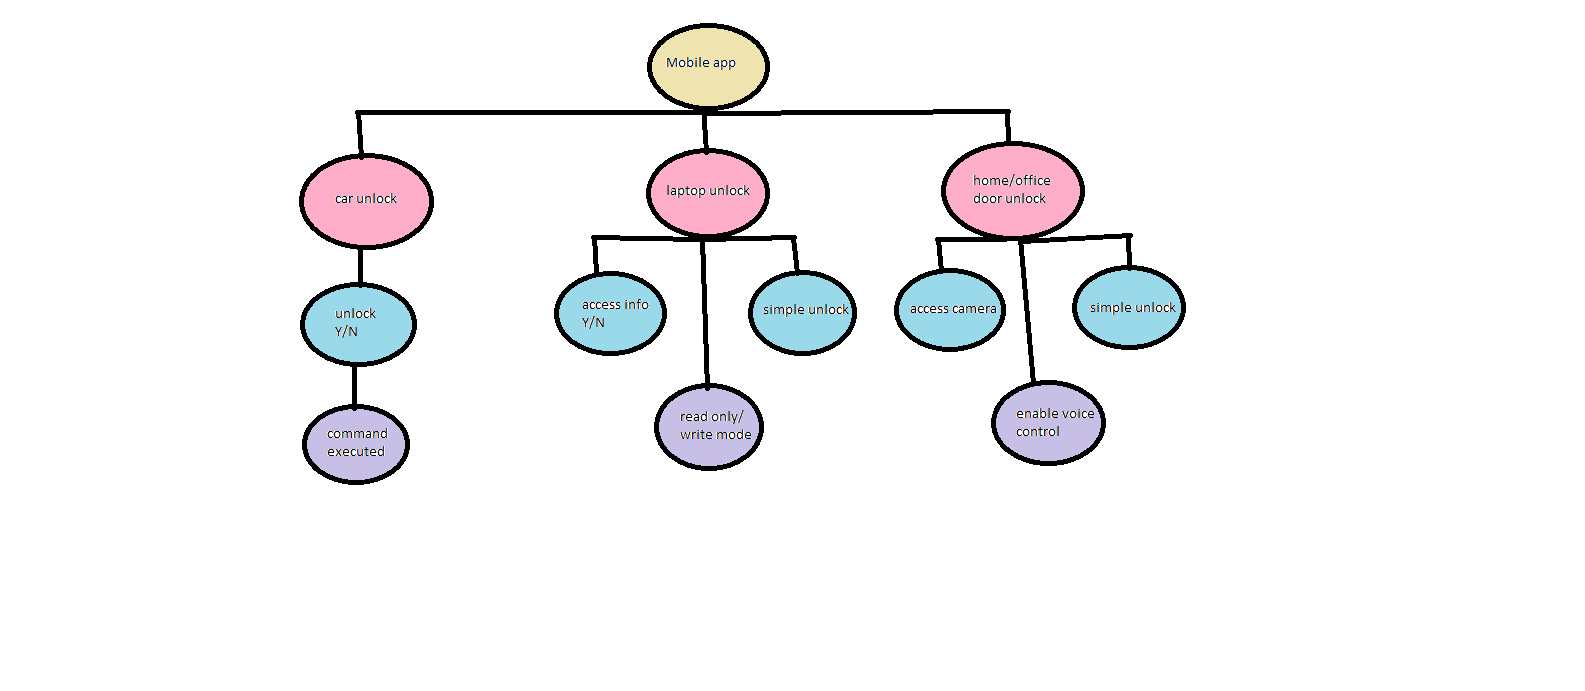 Mobile app
car unlock
laptop unlock
home/office
door unlock
unlock
Y/N
access info
Y/N
simple unlock
access camera
simple unlock
command
executed
read only/
write mode
enable voice
control